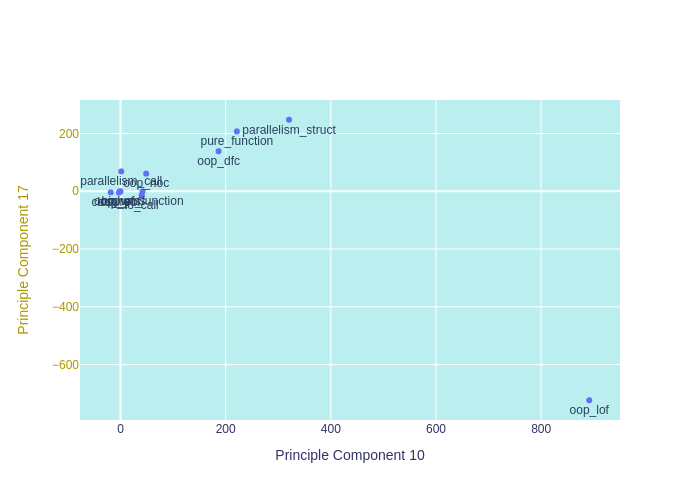 200
0
−200
−400
−600
0
200
400
600
800
Principle Component 10
Principle Component 17
parallelism_struct
pure_function
oop_dfc
parallelism_call
oop_noc
oop_lof